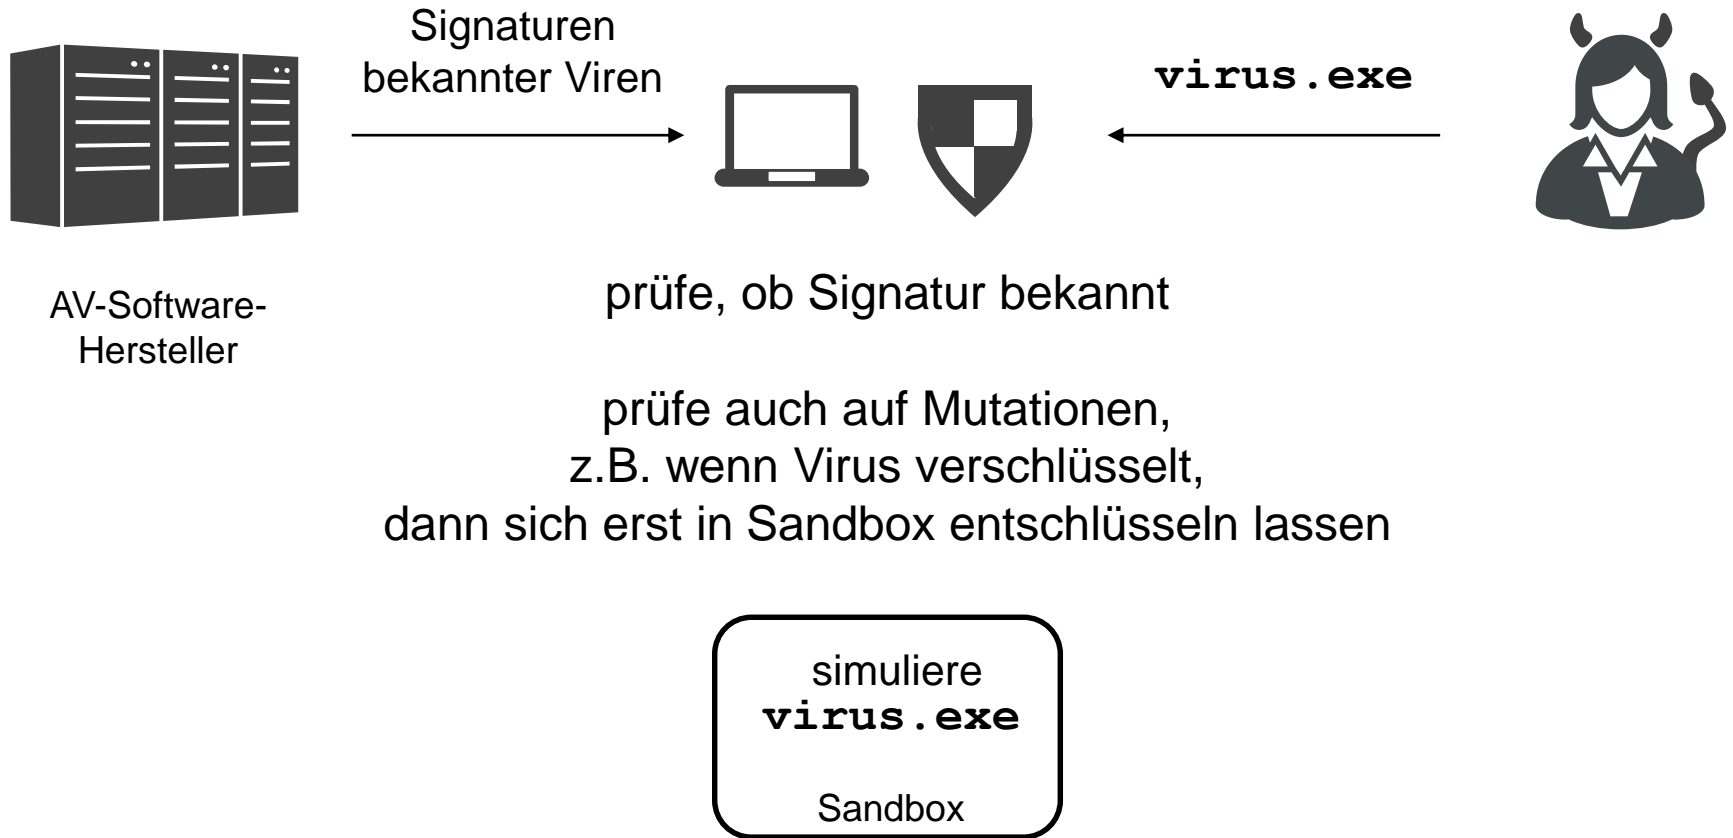 Signaturen
bekannter Viren
virus.exe
AV-Software-
Hersteller
prüfe, ob Signatur bekannt
prüfe auch auf Mutationen,
z.B. wenn Virus verschlüsselt,
dann sich erst in Sandbox entschlüsseln lassen
simuliere
virus.exe
Sandbox